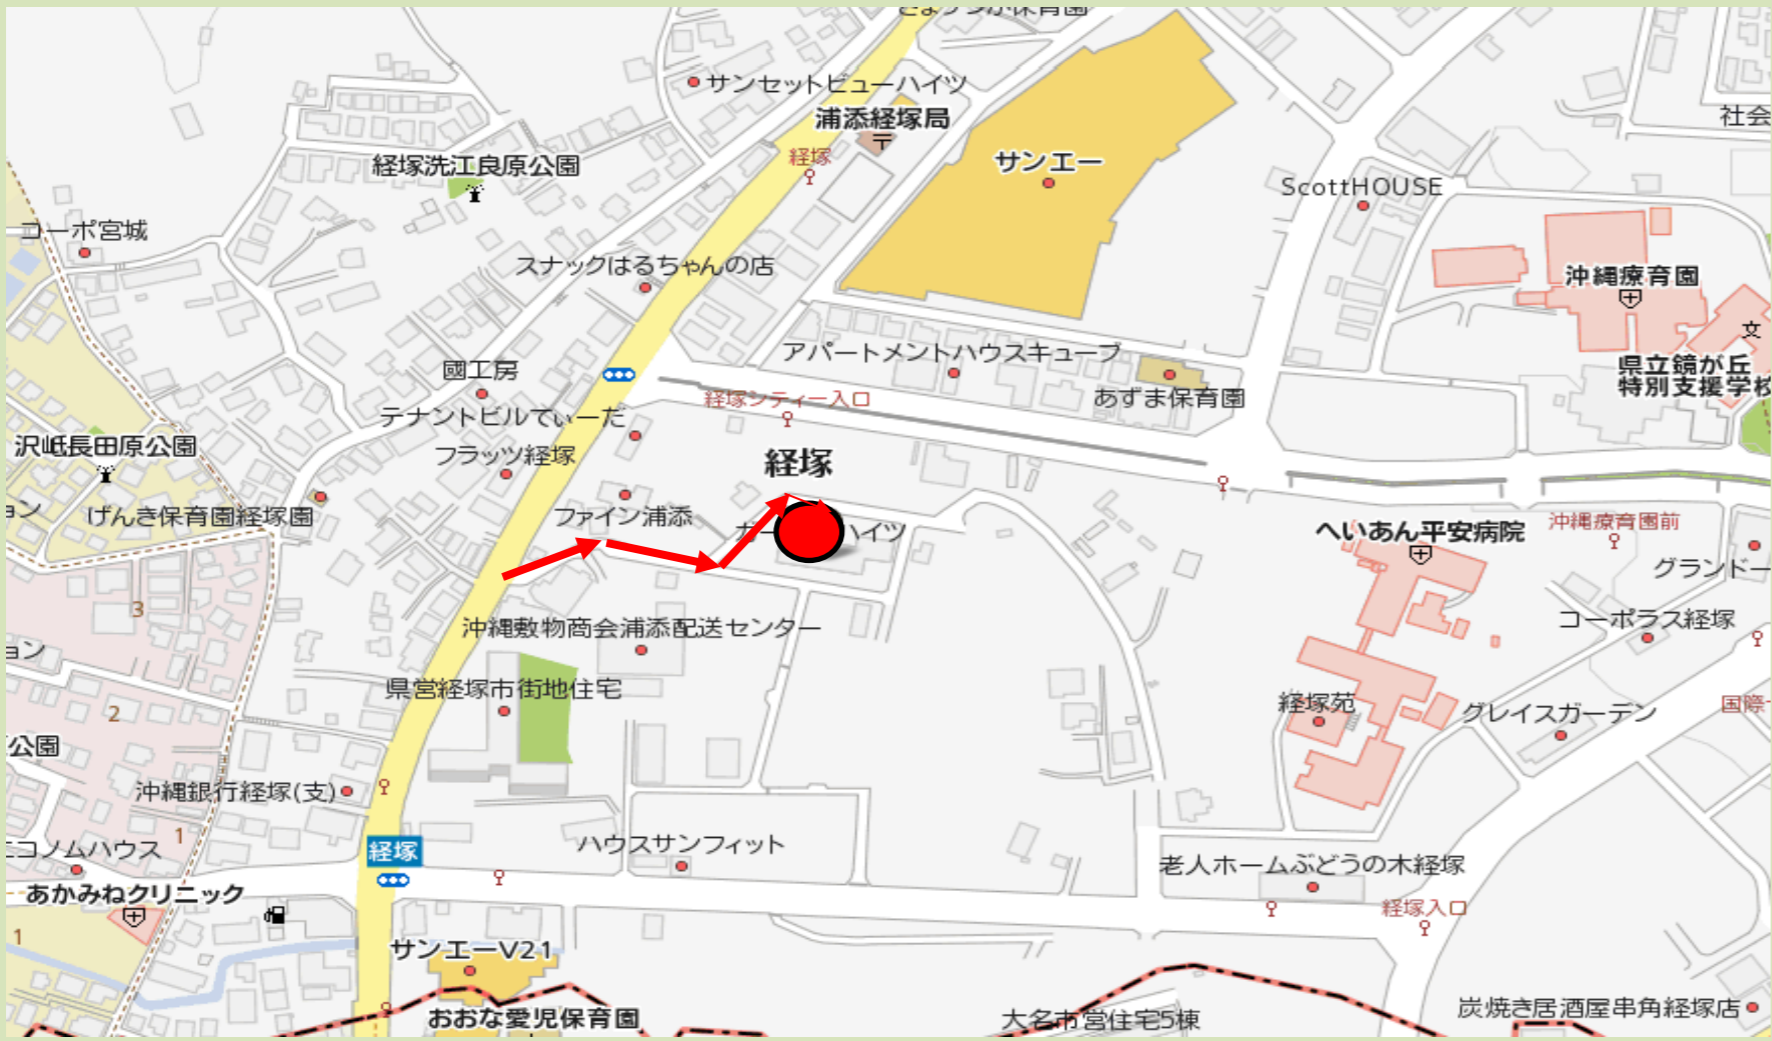 サンセットビューハイツ
浦添経塚局
経塚
サンエー
社会
経塚洗江良原公園
ScottHOUSE
コーポ宮城
スナックはるちゃんの店
沖縄療育園
文
アパートメントハウスキューブ
國工房
県立鏡が丘
特別支援学校
経塚シティー入口
あずま保育園
テナントビルてぃーだ
沢岻長田原公園
フラッツ経塚
経塚
ョン
げんき保育園経塚園
ファイン浦添
ハイツ
へいあん平安病院
沖縄療育園前
グランドー
3
沖縄敷物商会浦添配送センター
コーポラス経塚
ョン
県営経塚市街地住宅
経塚苑
グレイスガーデン
国際
2
公園
沖縄銀行経塚(支)
1
コノムハウス
経塚
ハウスサンフィット
老人ホームぶどうの木経塚
あかみねクリニック
経塚入口
1
サンエーV21
おおな愛児保育園
大名市営住宅5棟
炭焼き居酒屋串角経塚店